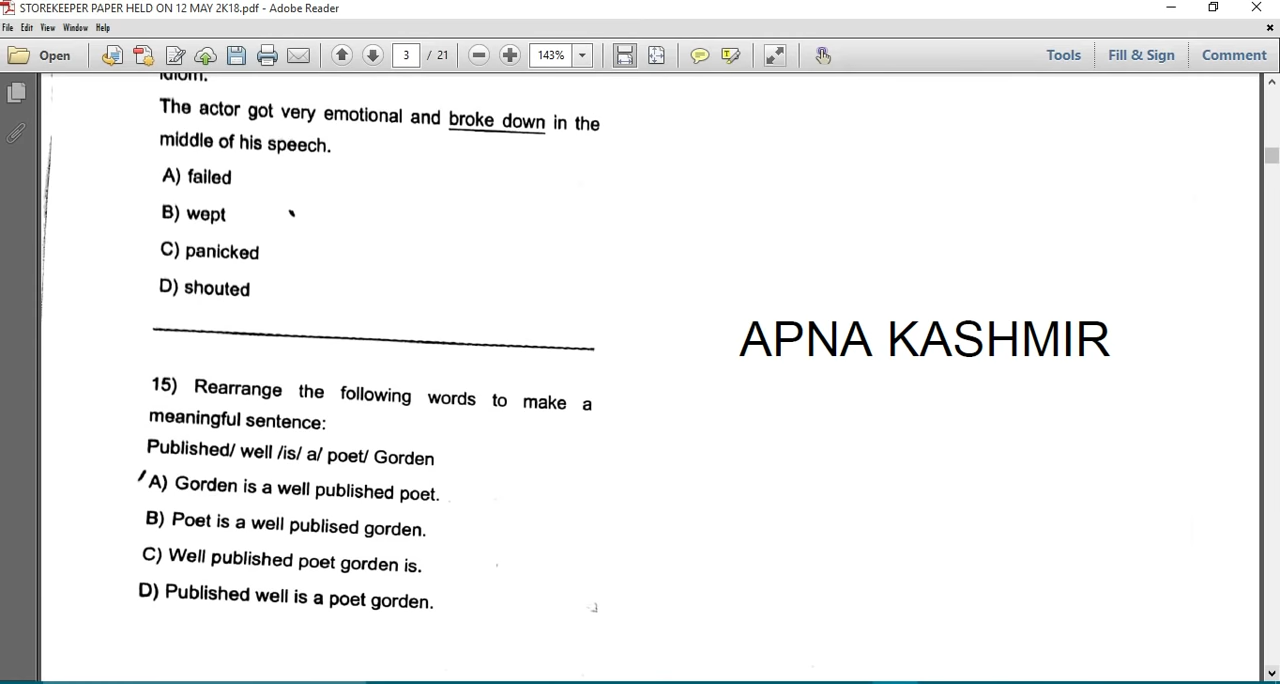 STOREKEEPER PAPER HELD ON 12 MAY 2K18.pdf - Adobe Reader
File Edit View Window Help
Open 3 / 21 143% Tools Fill & Sign Comment
idiom.
The actor got very emotional and broke down in the
middle of his speech.
A) failed
B) wept
C) panicked
D) shouted
APNA KASHMIR
15) Rearrange the following words to make a
meaningful sentence:
Published/ well /is/ a/ poet/ Gorden
A) Gorden is a well published poet.
B) Poet is a well publised gorden.
C) Well published poet gorden is.
D) Published well is a poet gorden.